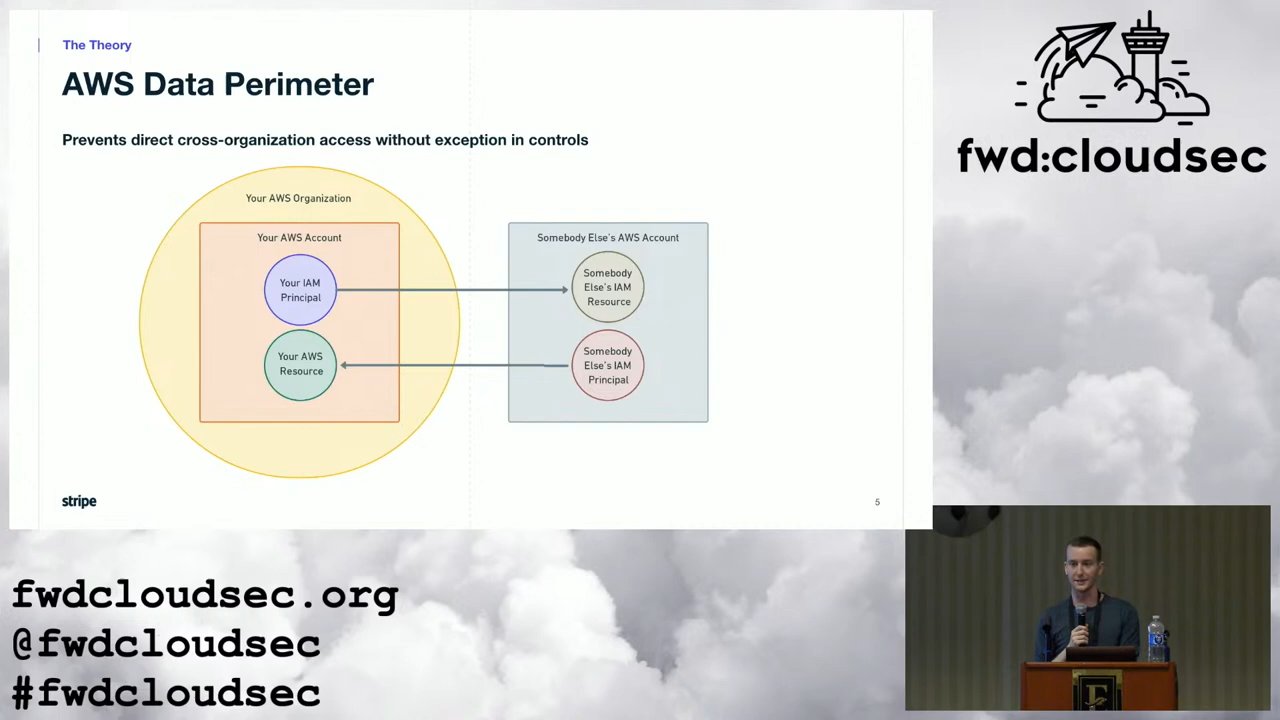 The Theory
AWS Data Perimeter
Prevents direct cross-organization access without exception in controls
Your AWS Organization
Your AWS Account
Your IAM
Principal
Your AWS
Resource
Somebody Else's AWS Account
Somebody
Else's IAM
Resource
Somebody
Else's IAM
Principal
stripe
5
fwd:cloudsec
fwdcloudsec.org
@fwdcloudsec
#fwdcloudsec